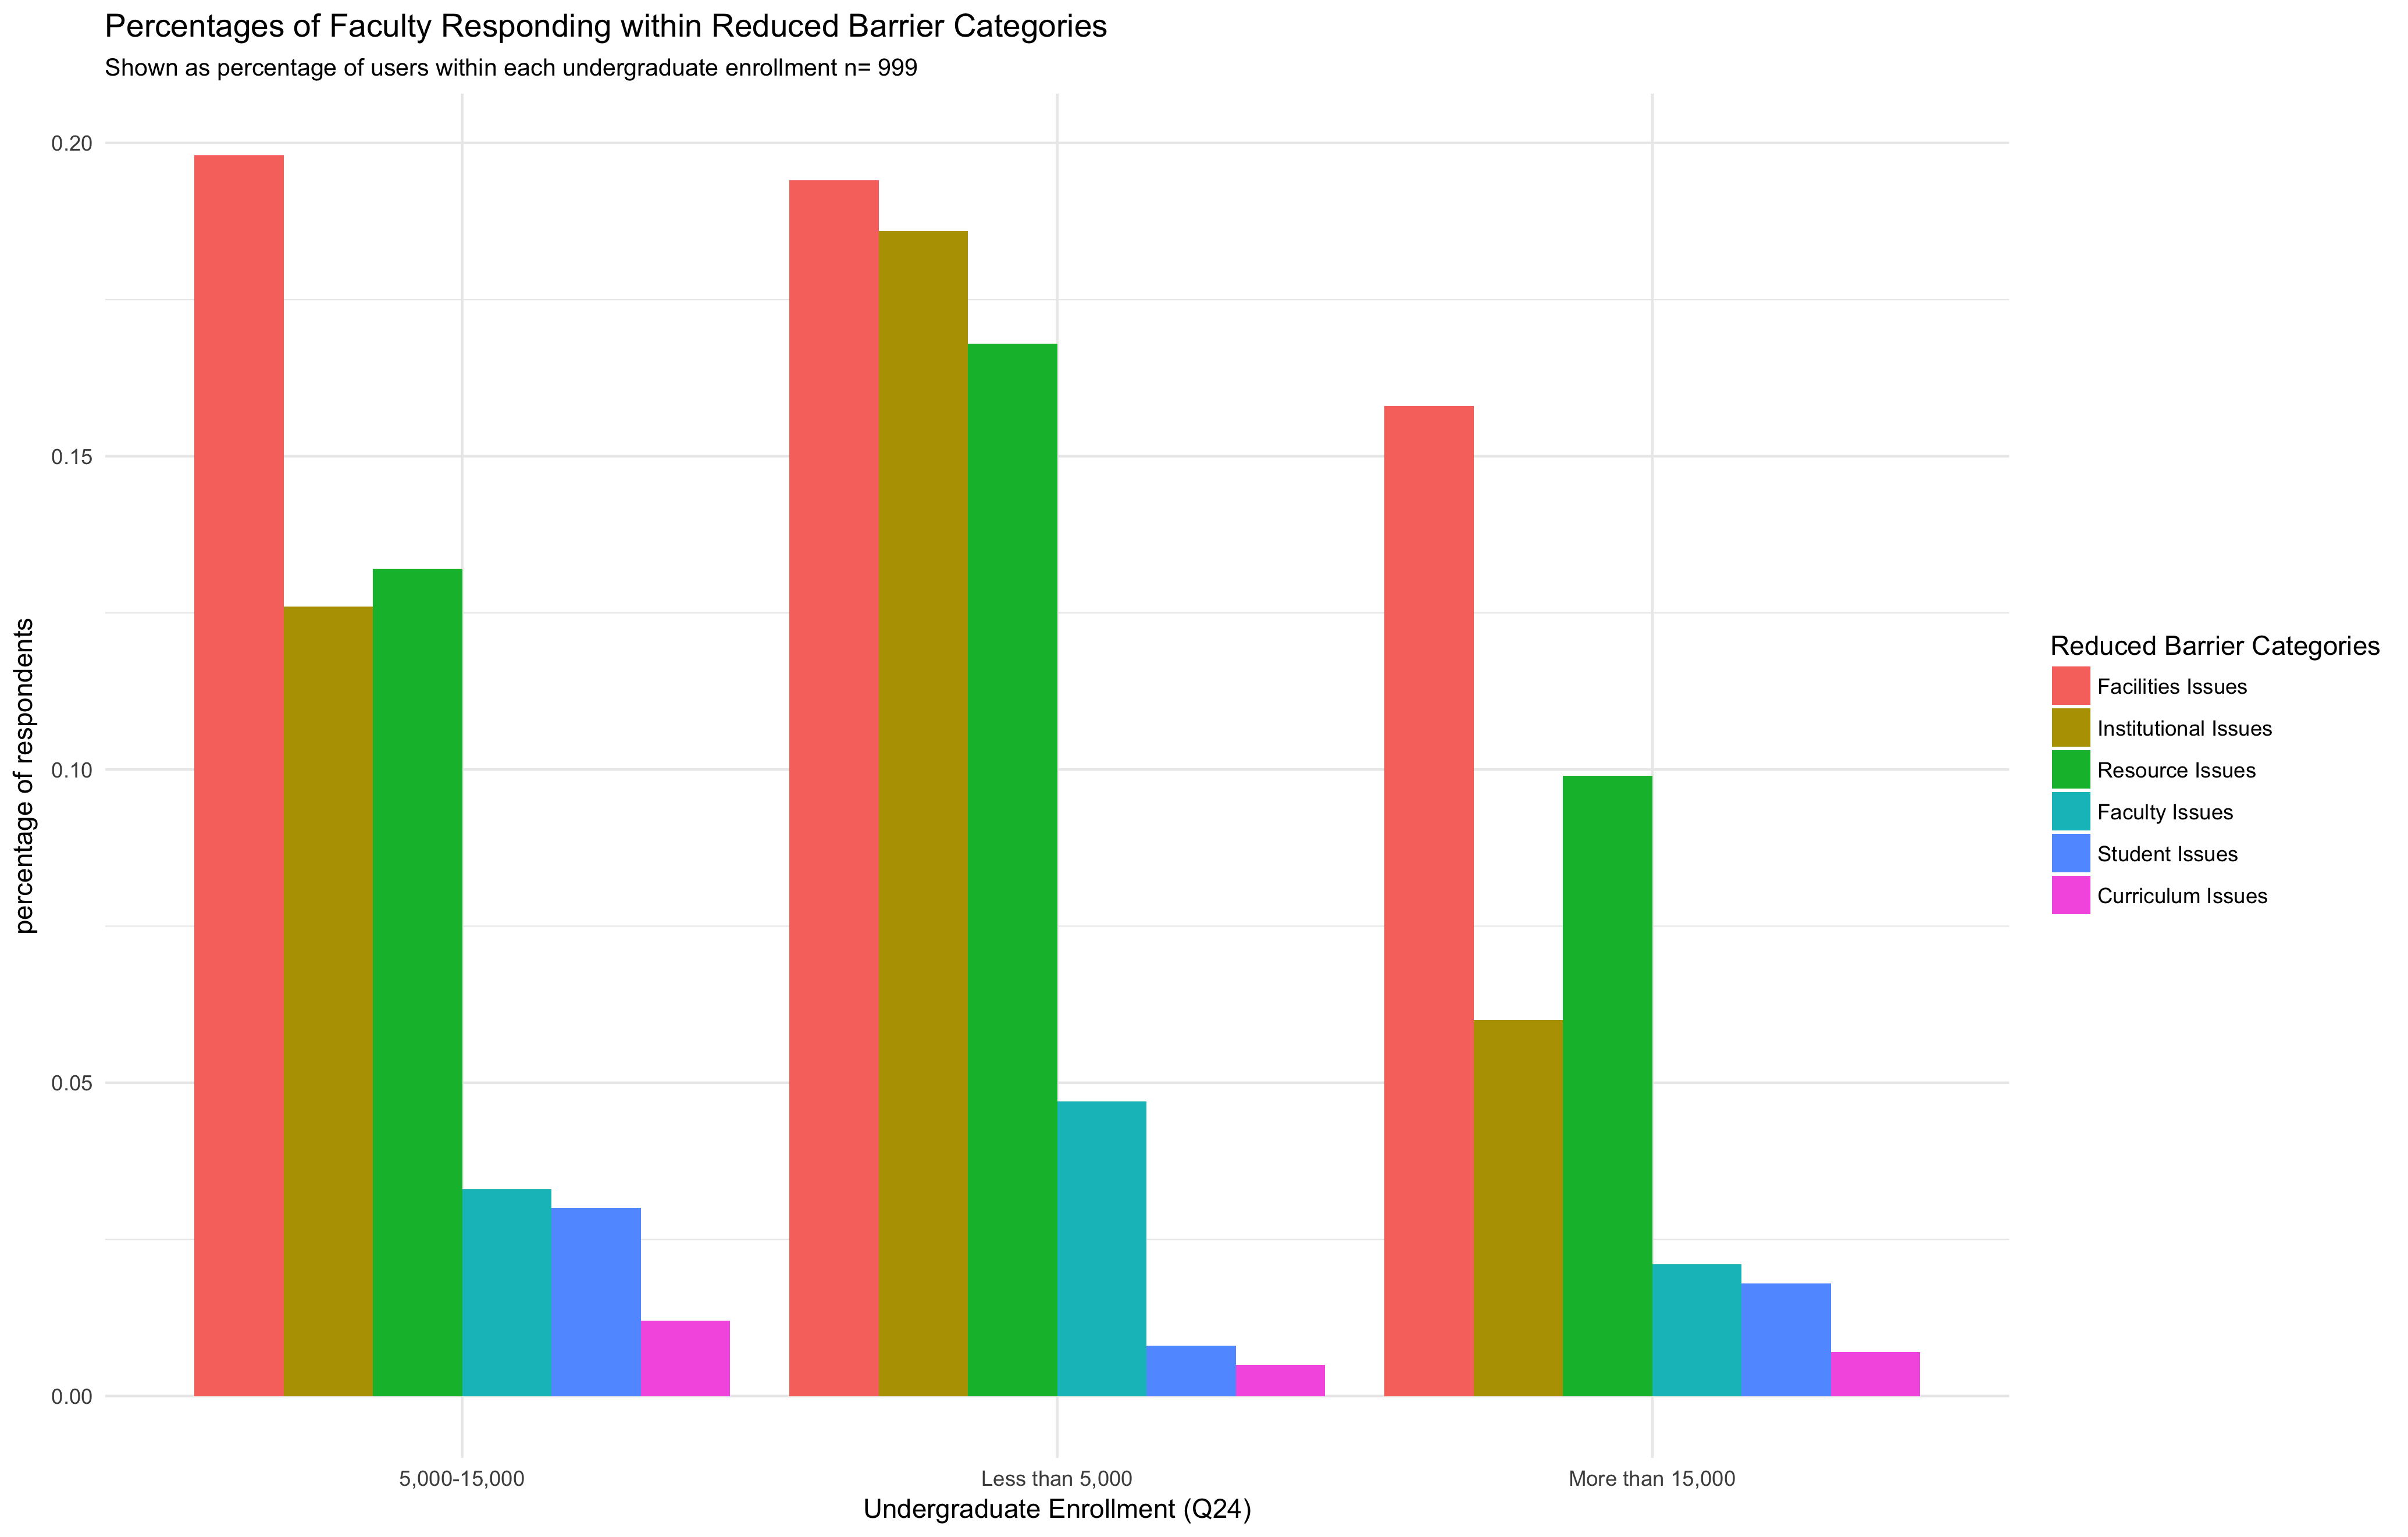 Percentages of Faculty Responding within Reduced Barrier Categories
Shown as percentage of users within each undergraduate enrollment n= 999
percentage of respondents
0.20
0.15
0.10
0.05
0.00
5,000-15,000
Less than 5,000
More than 15,000
Undergraduate Enrollment (Q24)
Reduced Barrier Categories
Facilities Issues
Institutional Issues
Resource Issues
Faculty Issues
Student Issues
Curriculum Issues